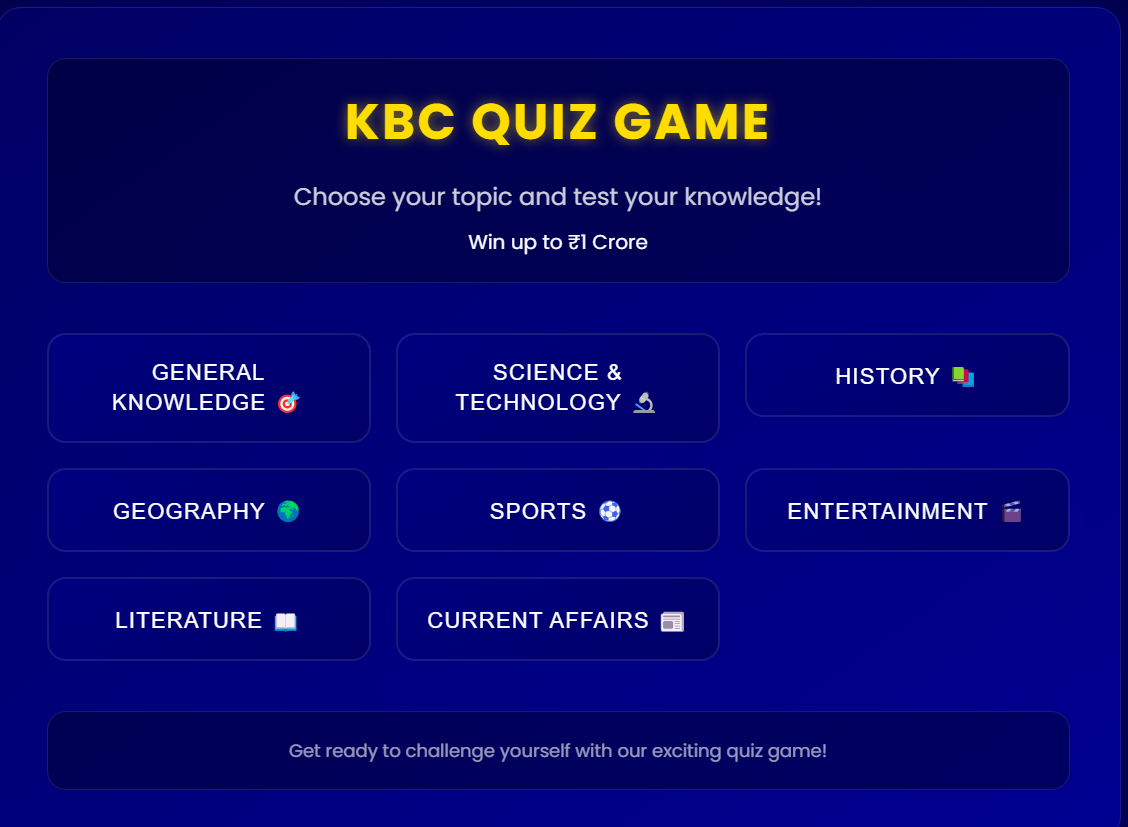 KBC QUIZ GAME
Choose your topic and test your knowledge!
Win up to ₹1 Crore
GENERAL
KNOWLEDGE 🎯
SCIENCE &
TECHNOLOGY 🔬
HISTORY 📚
GEOGRAPHY 🌍
SPORTS ⚽
ENTERTAINMENT 🎬
LITERATURE 📖
CURRENT AFFAIRS 📰
Get ready to challenge yourself with our exciting quiz game!